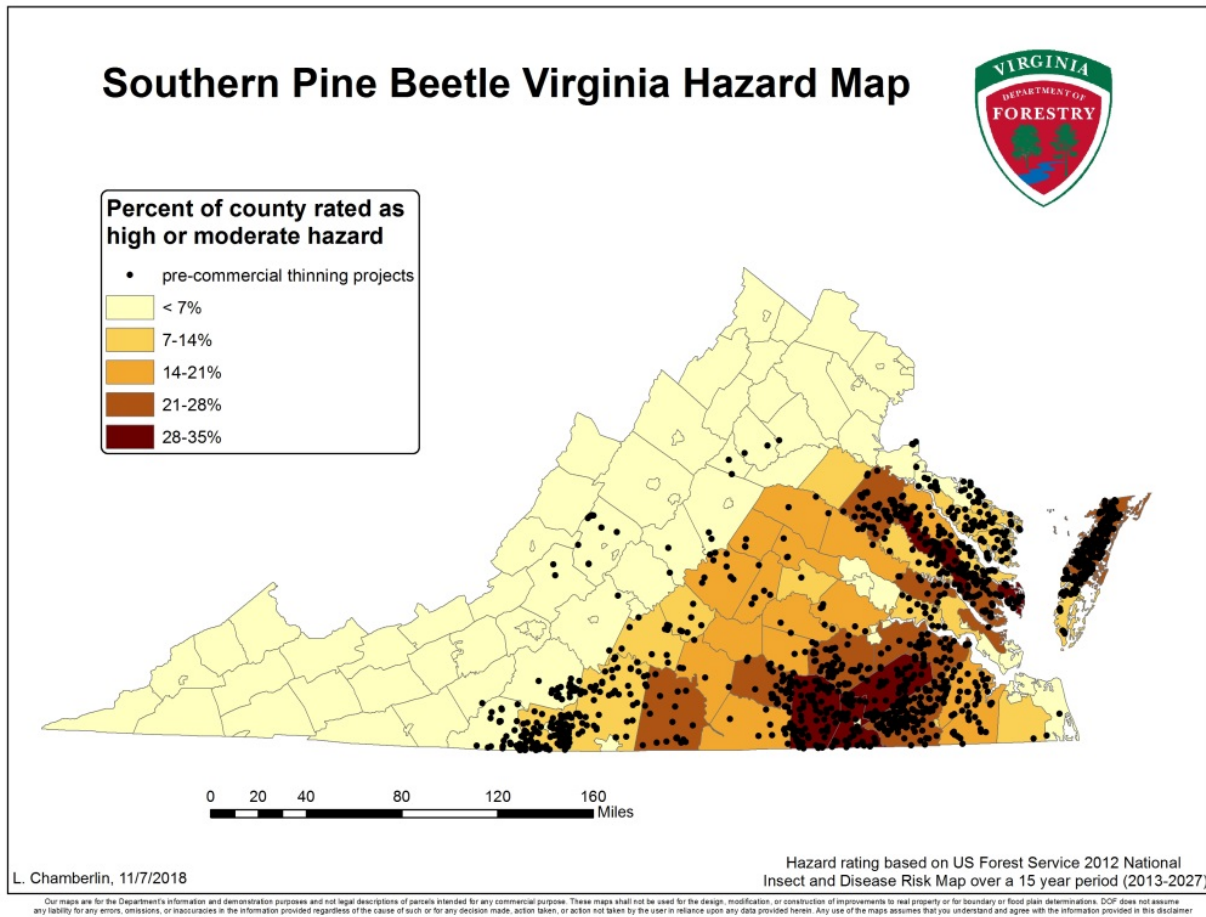 Southern Pine Beetle Virginia Hazard Map
VIRGINIA
DEPARTMENT OF
FORESTRY
Percent of county rated as
high or moderate hazard
pre-commercial thinning projects
< 7%
7-14%
14-21%
21-28%
28-35%
0 20 40 80 120 160
Miles
L. Chamberlin, 11/7/2018
Hazard rating based on US Forest Service 2012 National
Insect and Disease Risk Map over a 15 year period (2013-2027)
Our maps are for the Department's information and demonstration purposes and not legal descriptions of parcels intended for any commercial purpose. These maps shall not be used for the design, modification, or construction of improvements to real property or for boundary or flood plain determinations. DOF does not assume
any liability for any errors, omissions, or inaccuracies in the information provided regardless of the cause of such or for any decision made, action taken, or action not taken by the user in reliance upon any data provided herein. Any use of the maps assumes that you understand and agree with the information provided in this disclaimer